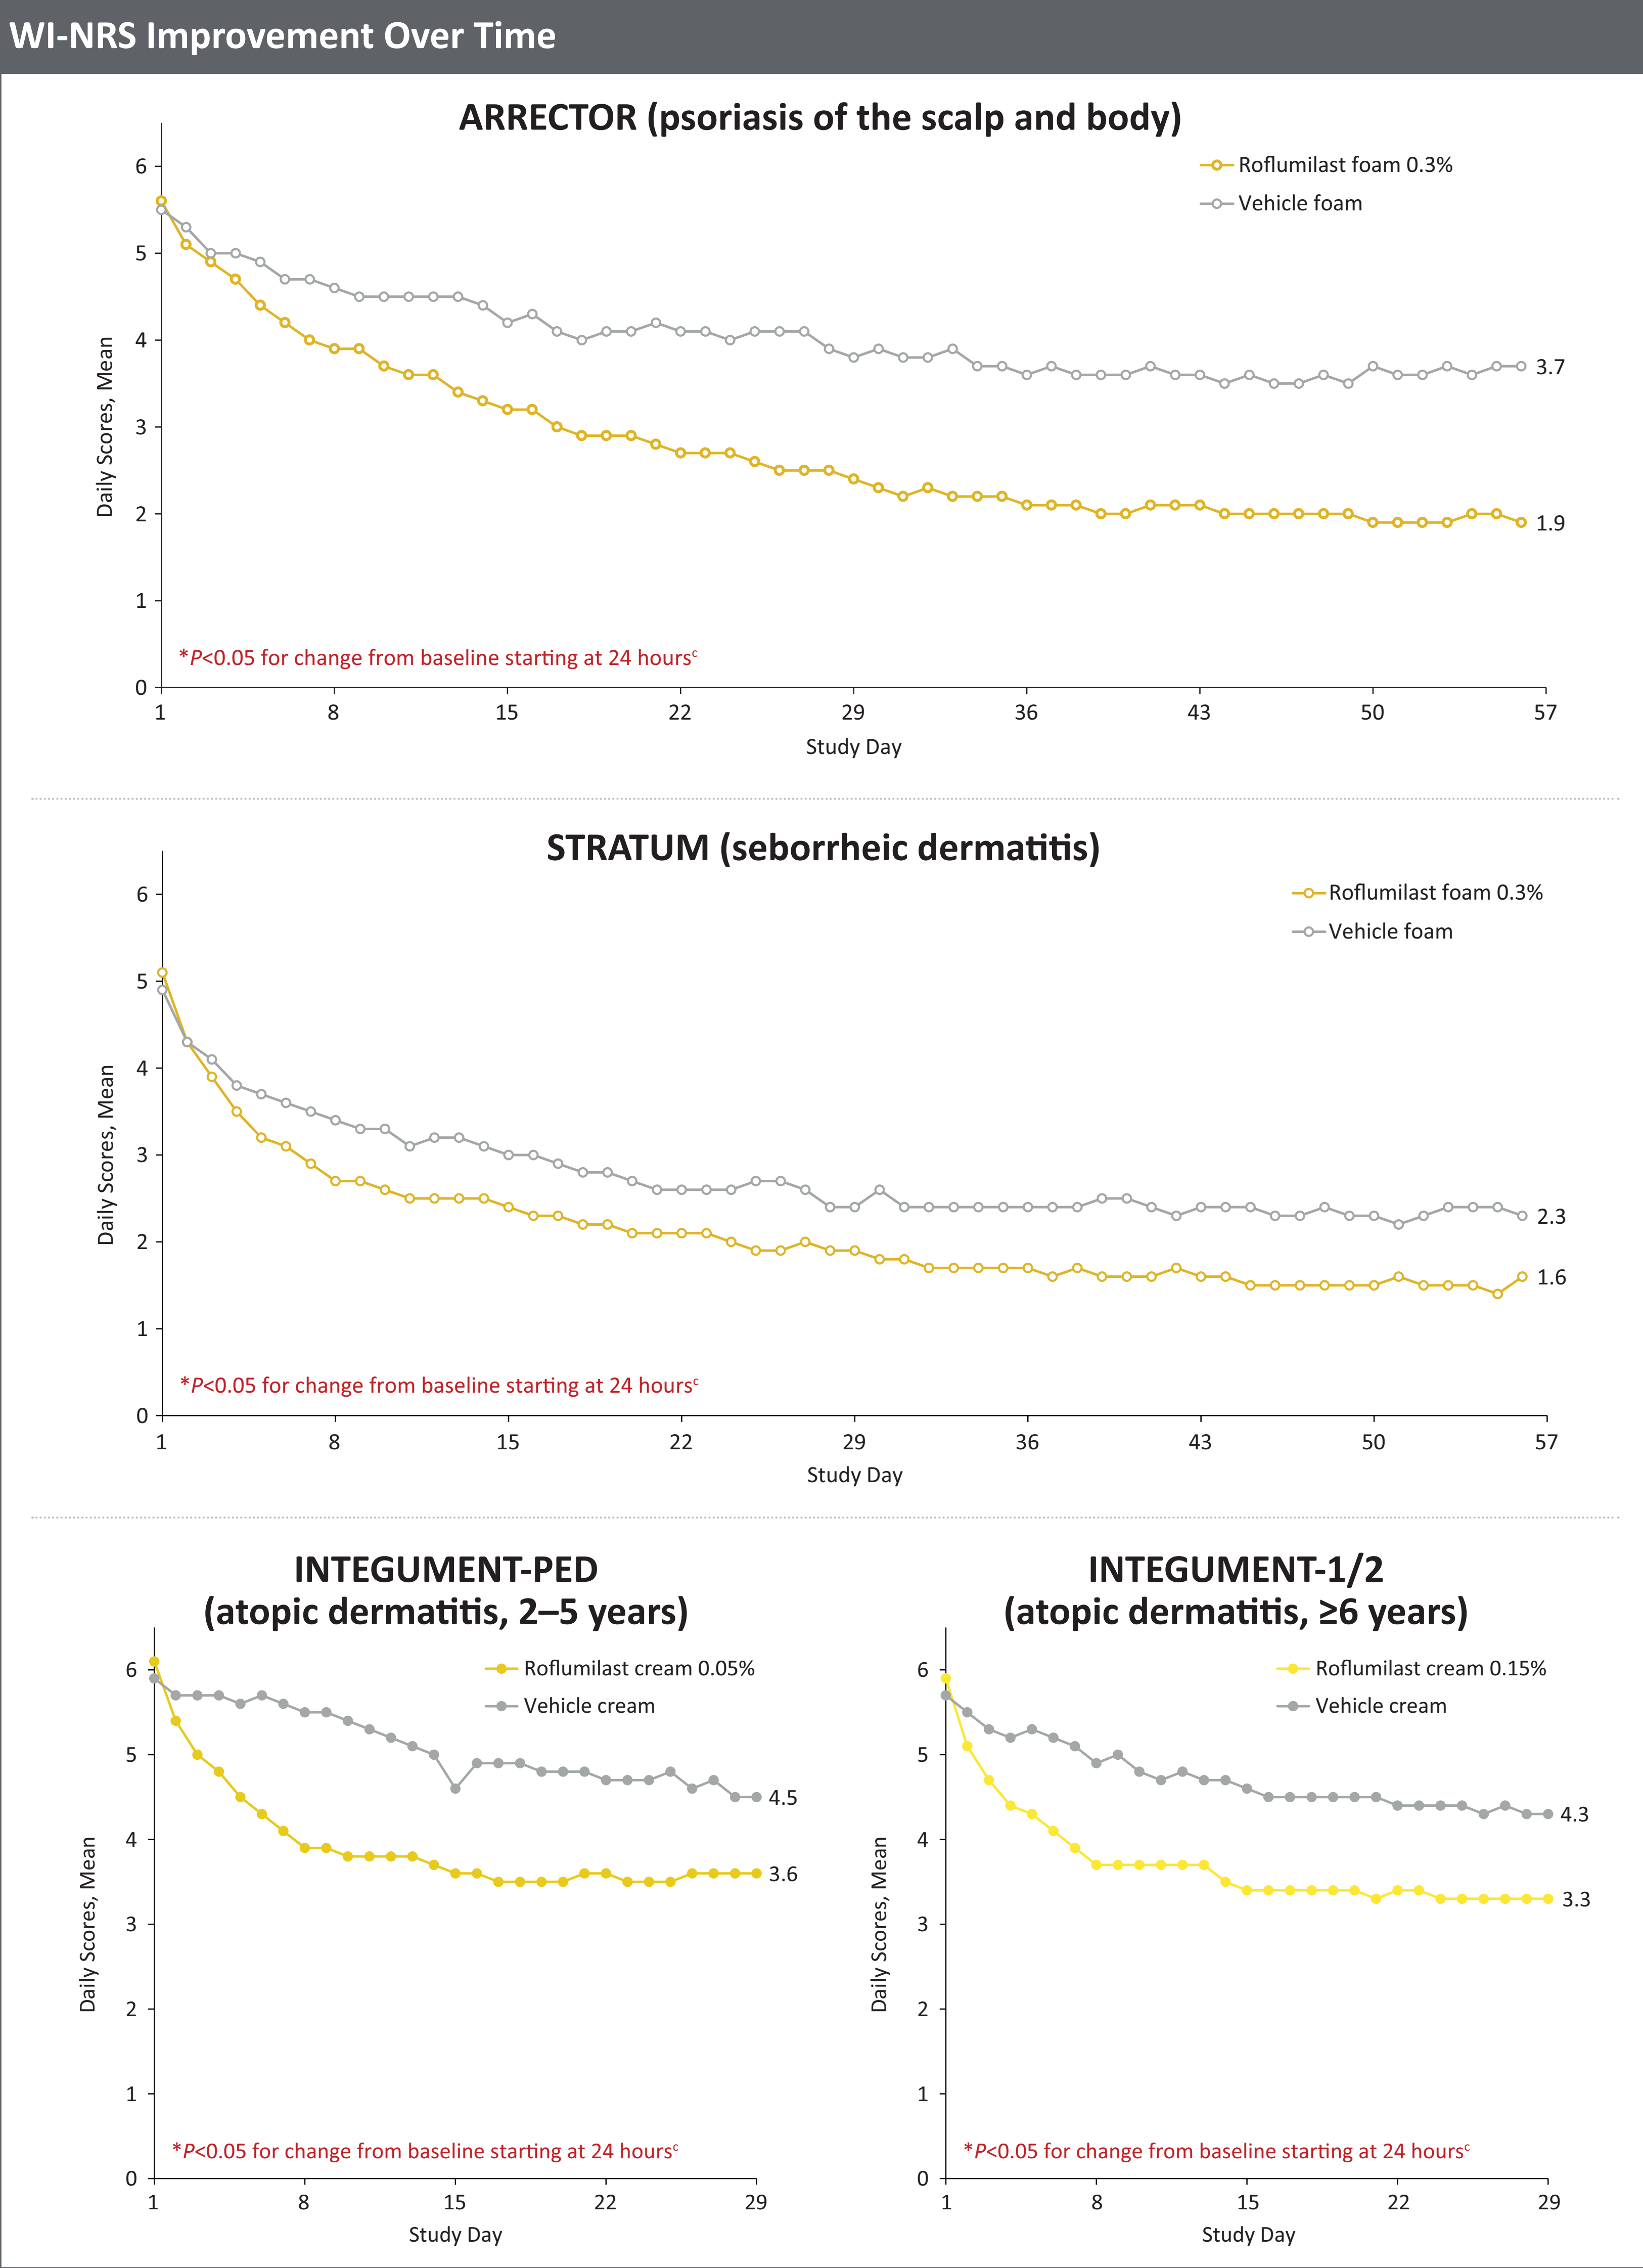 WI-NRS Improvement Over Time
ARRECTOR (psoriasis of the scalp and body)
Roflumilast foam 0.3%
Vehicle foam
Daily Scores, Mean
6
5
4
3
2
1
0
3.7
1.9
*P<0.05 for change from baseline starting at 24 hoursᶜ
1 8 15 22 29 36 43 50 57
Study Day
STRATUM (seborrheic dermatitis)
Roflumilast foam 0.3%
Vehicle foam
Daily Scores, Mean
6
5
4
3
2
1
0
2.3
1.6
*P<0.05 for change from baseline starting at 24 hoursᶜ
1 8 15 22 29 36 43 50 57
Study Day
INTEGUMENT-PED
(atopic dermatitis, 2–5 years)
Roflumilast cream 0.05%
Vehicle cream
Daily Scores, Mean
6
5
4
3
2
1
0
4.5
3.6
*P<0.05 for change from baseline starting at 24 hoursᶜ
1 8 15 22 29
Study Day
INTEGUMENT-1/2
(atopic dermatitis, ≥6 years)
Roflumilast cream 0.15%
Vehicle cream
Daily Scores, Mean
6
5
4
3
2
1
0
4.3
3.3
*P<0.05 for change from baseline starting at 24 hoursᶜ
1 8 15 22 29
Study Day